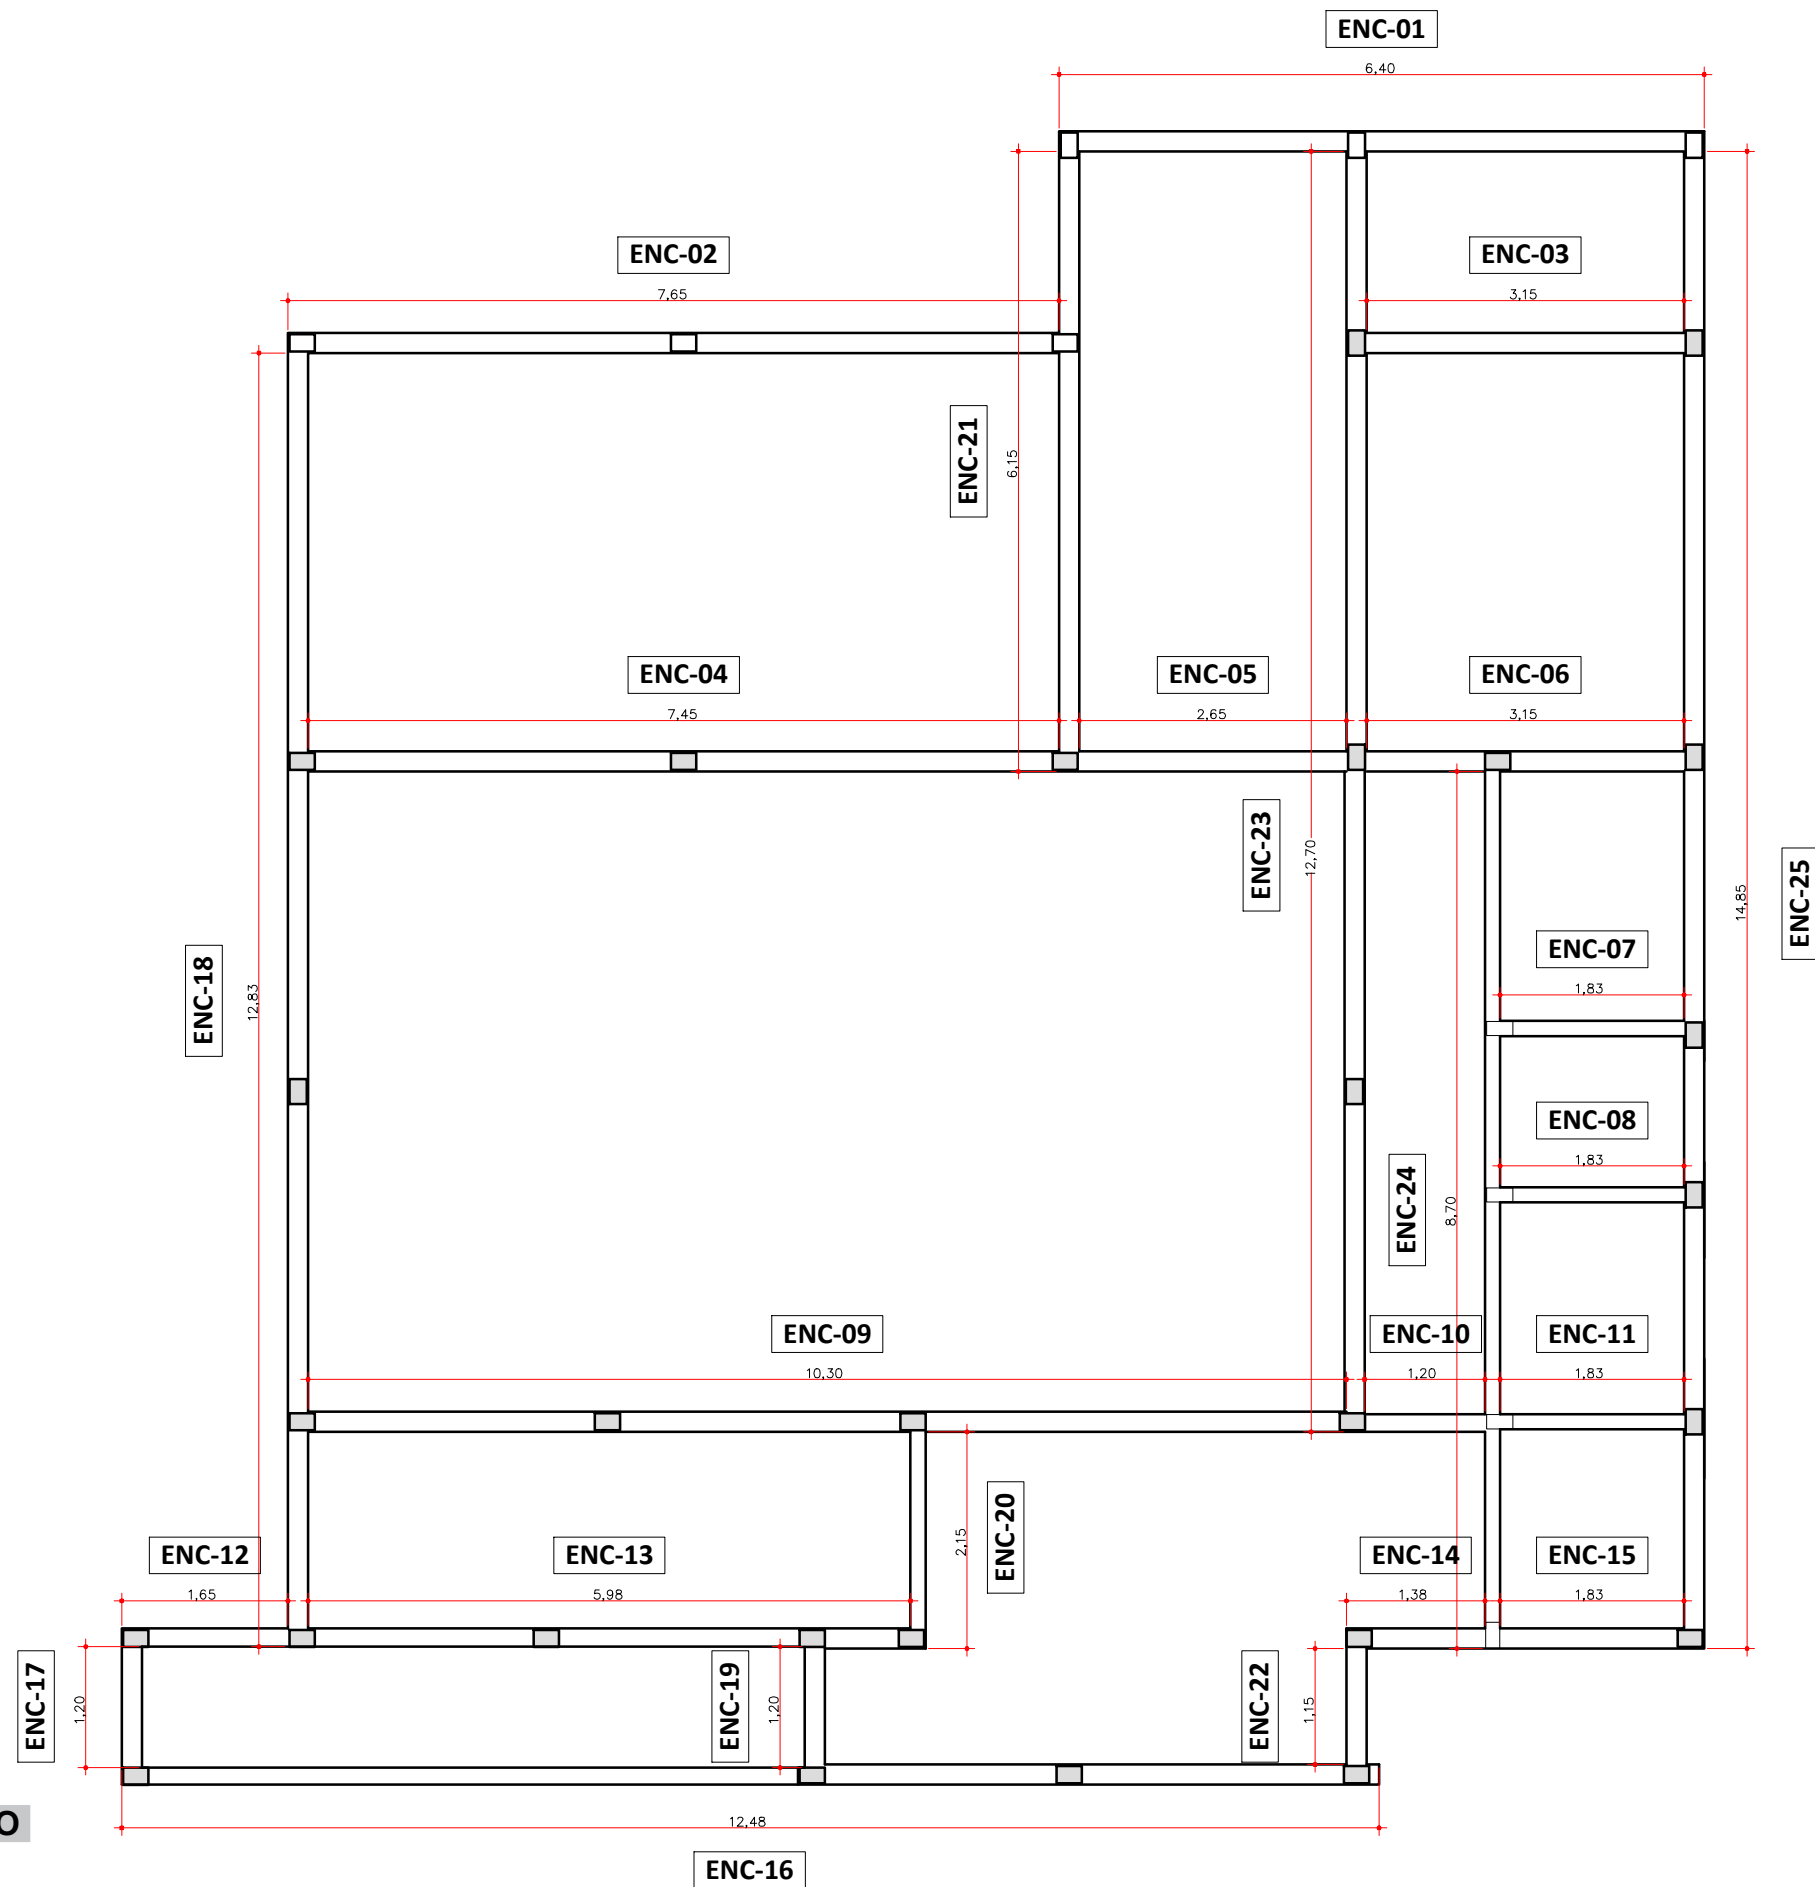 ENC-01
6,40
ENC-02
7,65
ENC-03
3,15
ENC-21
6,15
ENC-04
7,45
ENC-05
2,65
ENC-06
3,15
ENC-23
12,70
ENC-25
14,85
ENC-18
12,83
ENC-07
1,83
ENC-08
1,83
ENC-24
8,70
ENC-09
10,30
ENC-10
1,20
ENC-11
1,83
ENC-20
2,15
ENC-12
1,65
ENC-13
5,98
ENC-14
1,38
ENC-15
1,83
ENC-17
1,20
ENC-19
1,20
ENC-22
1,15
O
12,48
ENC-16